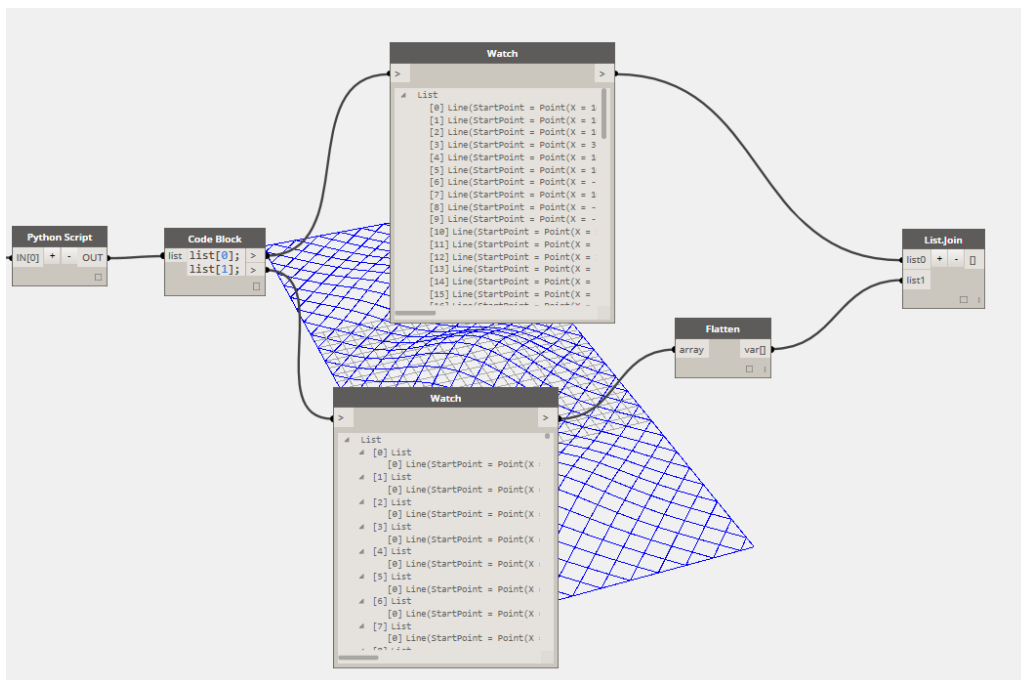 Watch
> >
List
[0] Line(StartPoint = Point(X = 1
[1] Line(StartPoint = Point(X = 1
[2] Line(StartPoint = Point(X = 1
[3] Line(StartPoint = Point(X = 3
[4] Line(StartPoint = Point(X = 1
[5] Line(StartPoint = Point(X = 1
[6] Line(StartPoint = Point(X = -
[7] Line(StartPoint = Point(X = 1
[8] Line(StartPoint = Point(X = -
[9] Line(StartPoint = Point(X = -
[10] Line(StartPoint = Point(X =
[11] Line(StartPoint = Point(X =
[12] Line(StartPoint = Point(X =
[13] Line(StartPoint = Point(X =
[14] Line(StartPoint = Point(X =
[15] Line(StartPoint = Point(X =
Python Script
IN[0] + - OUT
Code Block
list list[0]; >
list[1]; >
List.Join
list0 + - []
list1
Flatten
array var[]
Watch
> >
List
[0] List
[0] Line(StartPoint = Point(X =
[1] List
[0] Line(StartPoint = Point(X =
[2] List
[0] Line(StartPoint = Point(X =
[3] List
[0] Line(StartPoint = Point(X =
[4] List
[0] Line(StartPoint = Point(X =
[5] List
[0] Line(StartPoint = Point(X =
[6] List
[0] Line(StartPoint = Point(X =
[7] List
[0] Line(StartPoint = Point(X =